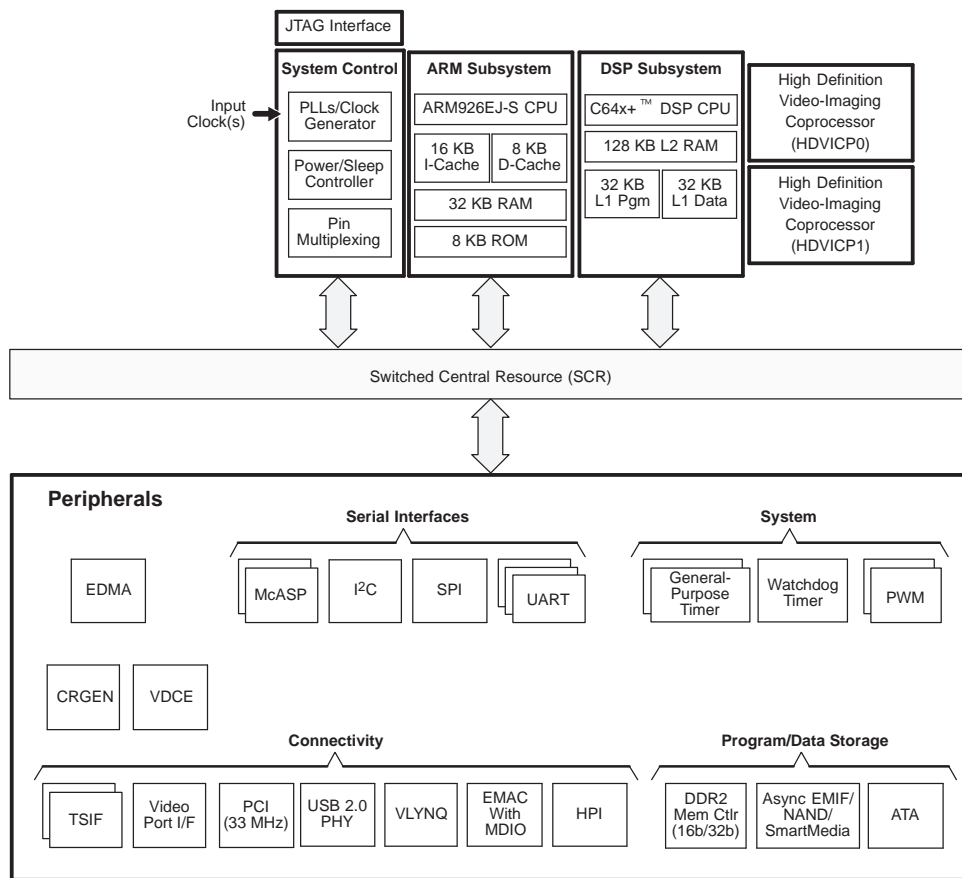 JTAG Interface
System Control
Input
Clock(s)
PLLs/Clock
Generator
Power/Sleep
Controller
Pin
Multiplexing
ARM Subsystem
ARM926EJ-S CPU
16 KB
I-Cache
8 KB
D-Cache
32 KB RAM
8 KB ROM
DSP Subsystem
C64x+™ DSP CPU
128 KB L2 RAM
32 KB
L1 Pgm
32 KB
L1 Data
High Definition
Video-Imaging
Coprocessor
(HDVICP0)
High Definition
Video-Imaging
Coprocessor
(HDVICP1)
Switched Central Resource (SCR)
Peripherals
Serial Interfaces
System
EDMA
McASP
I²C
SPI
UART
General-
Purpose
Timer
Watchdog
Timer
PWM
CRGEN
VDCE
Connectivity
Program/Data Storage
TSIF
Video
Port I/F
PCI
(33 MHz)
USB 2.0
PHY
VLYNQ
EMAC
With
MDIO
HPI
DDR2
Mem Ctlr
(16b/32b)
Async EMIF/
NAND/
SmartMedia
ATA